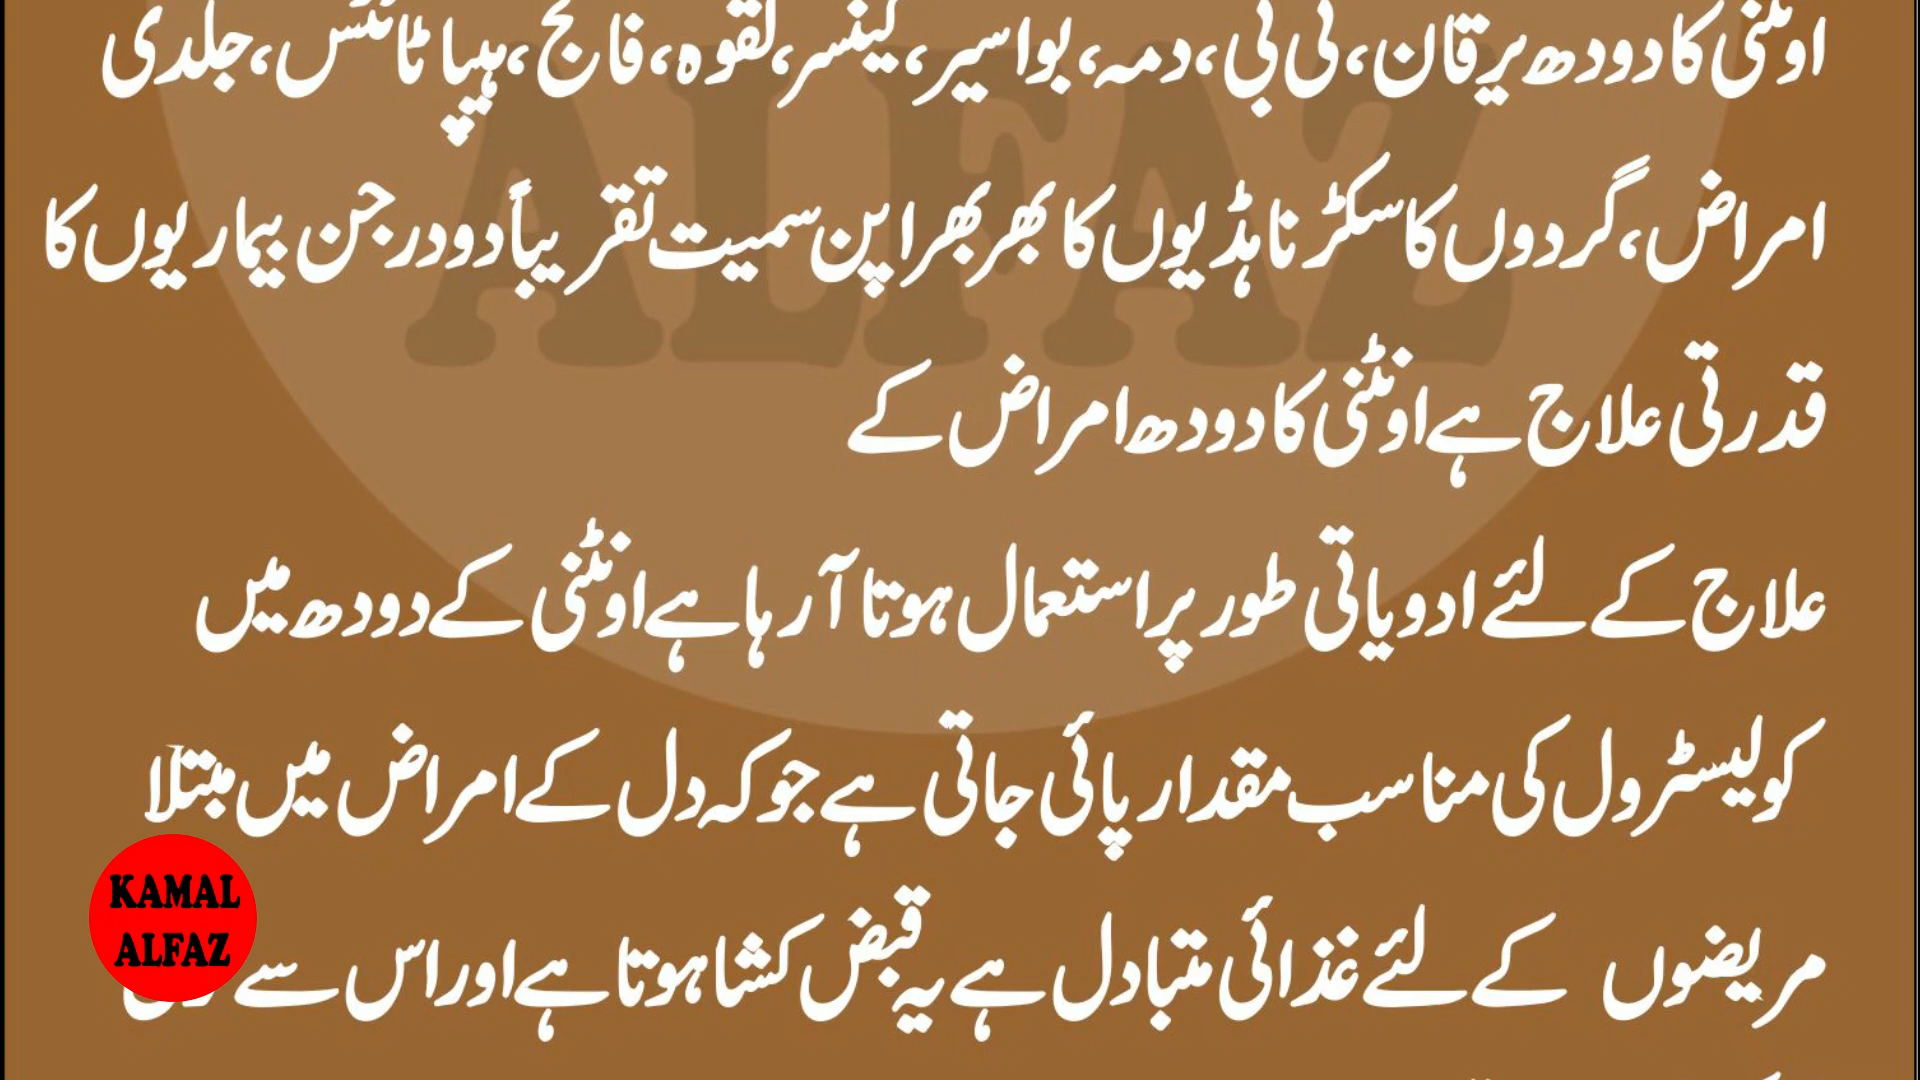 اونٹنی کا دودھ یرقان، ٹی بی، دمہ، بواسیر، کینسر، لقوہ، فالج، ہیپاٹائٹس، جلدی
امراض، گردوں کا سکڑنا ہڈیوں کا بھربھرا پن سمیت تقریباً دو درجن بیماریوں کا
قدرتی علاج ہے اونٹنی کا دودھ امراض کے
علاج کے لئے ادویاتی طور پر استعمال ہوتا آ رہا ہے اونٹنی کے دودھ میں
کولیسٹرول کی مناسب مقدار پائی جاتی ہے جو کہ دل کے امراض میں مبتلا
مریضوں کے لئے غذائی متبادل ہے یہ قبض کشا ہوتا ہے اور اس سے
KAMAL
ALFAZ
ALFAZ